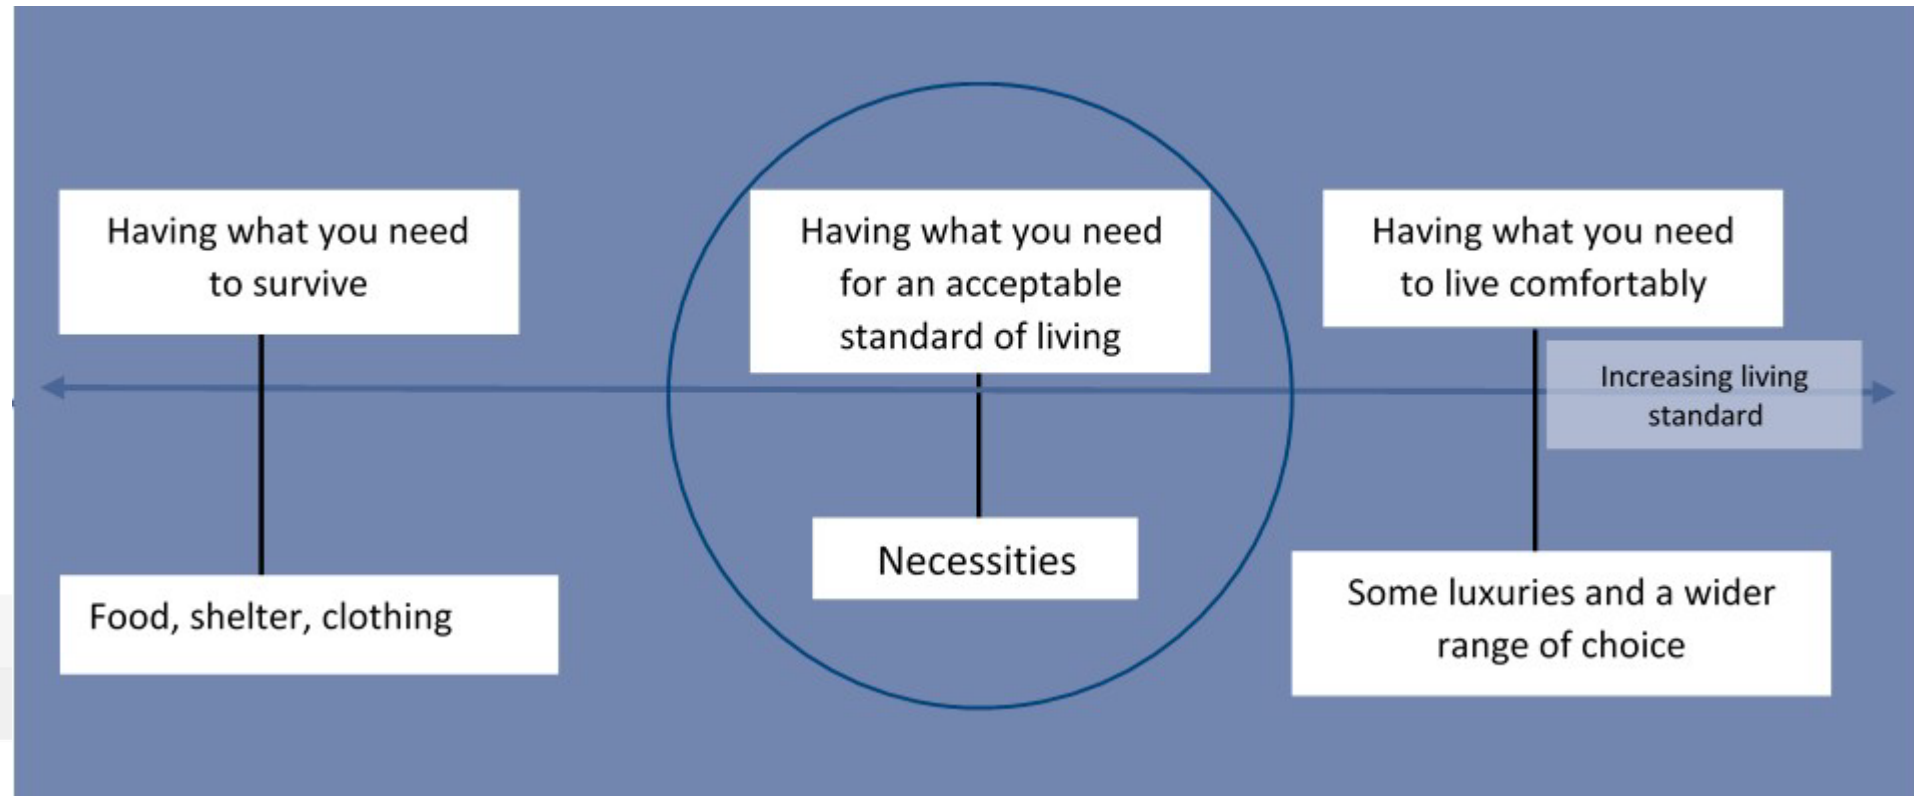 Having what you need
to survive
Having what you need
for an acceptable
standard of living
Having what you need
to live comfortably
Increasing living
standard
Food, shelter, clothing
Necessities
Some luxuries and a wider
range of choice